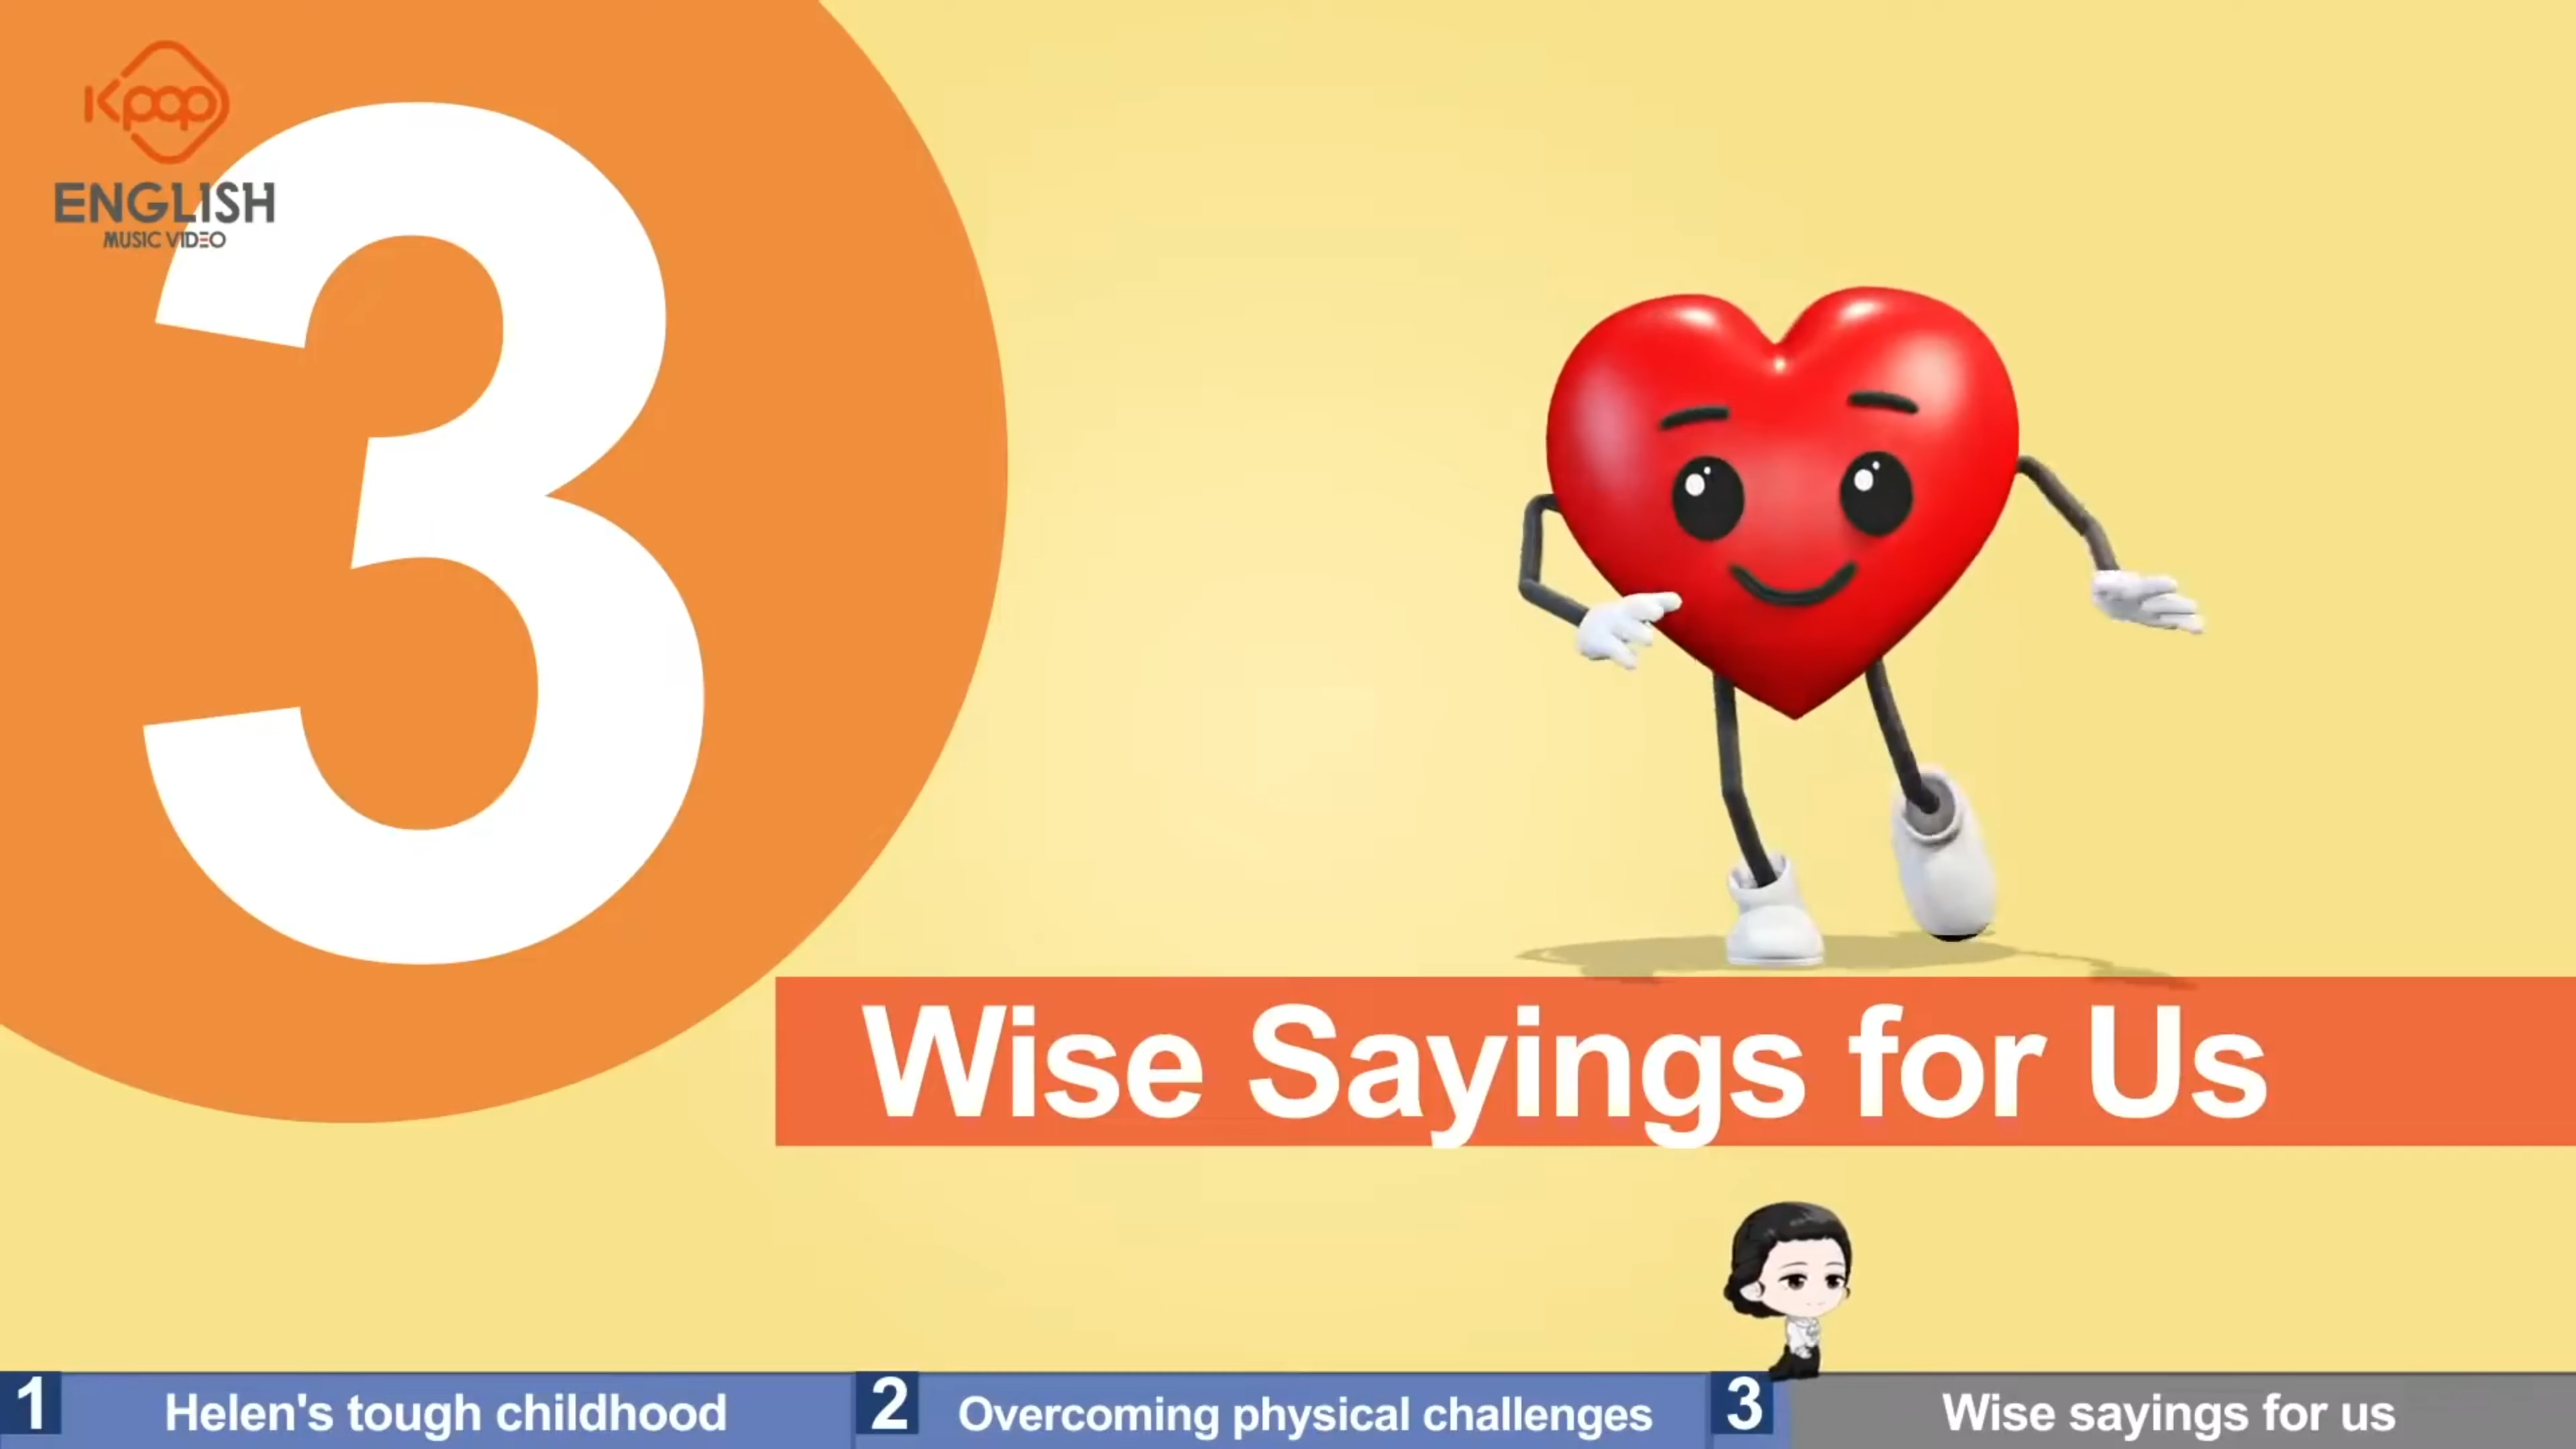 Kpop
ENGLISH
MUSIC VIDEO
3
Wise Sayings for Us
1 Helen's tough childhood
2 Overcoming physical challenges
3 Wise sayings for us